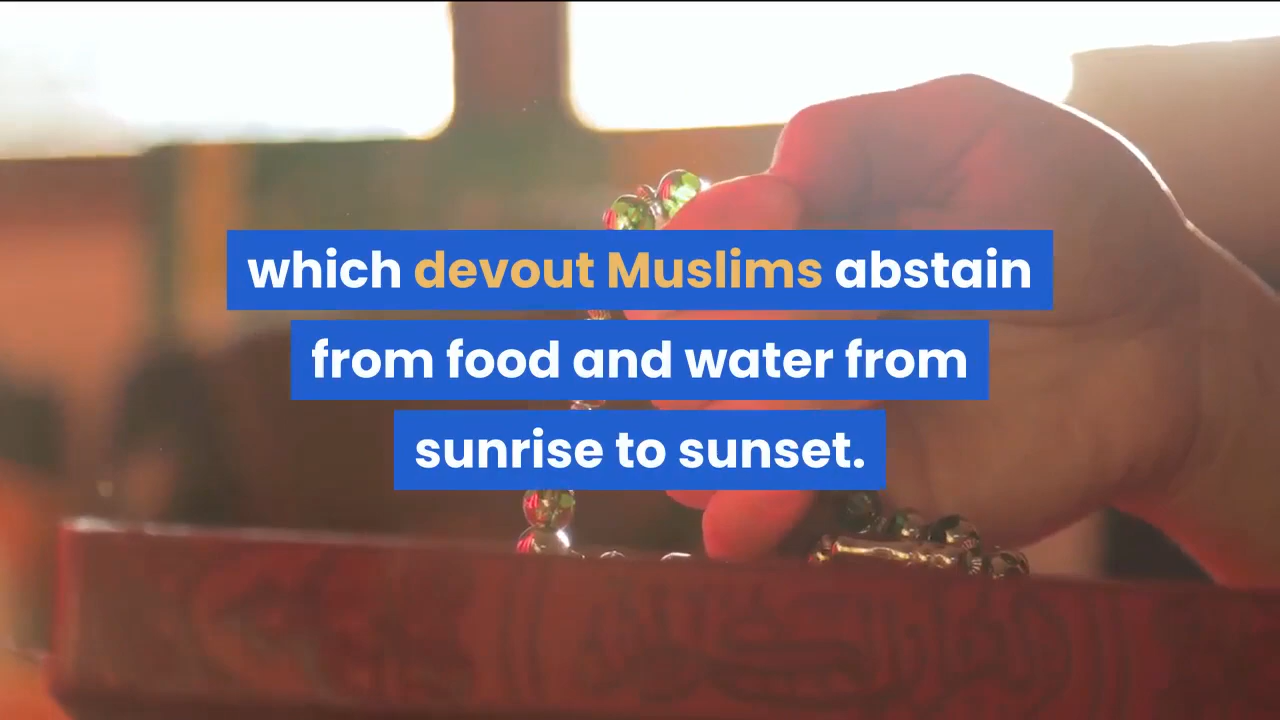 which devout Muslims abstain
from food and water from
sunrise to sunset.